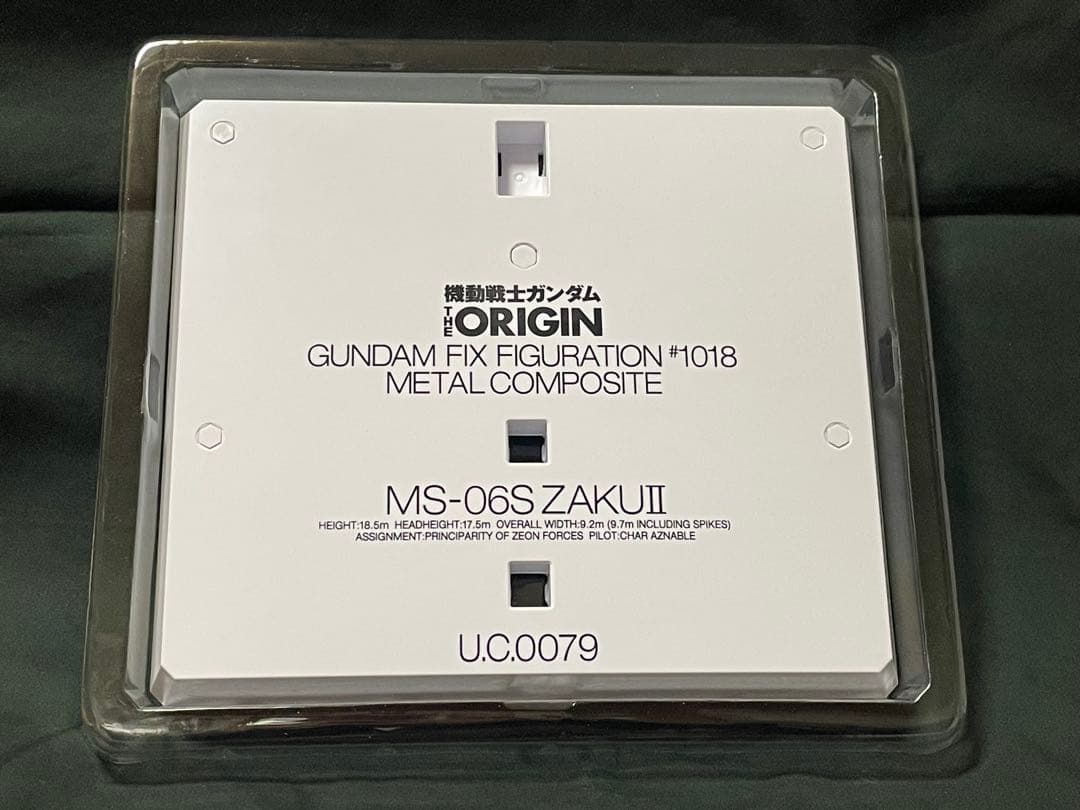 機動戦士ガンダム
THE ORIGIN
GUNDAM FIX FIGURATION #1018
METAL COMPOSITE
MS-06S ZAKUⅡ
HEIGHT:18.5m HEADHEIGHT:17.5m OVERALL WIDTH:9.2m (9.7m INCLUDING SPIKES)
ASSIGNMENT:PRINCIPARITY OF ZEON FORCES PILOT:CHAR AZNABLE
U.C.0079